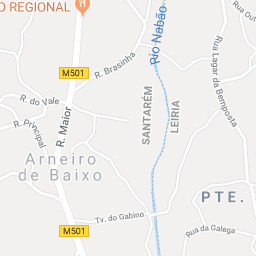 O REGIONAL
Rio Nabão
Rua Out
R. Brasinha
M501
Rua Lagar da Bemposta
R. do Vale
R. Maior
SANTARÉM
LEIRIA
R. Principal
Arneiro
de Baixo
PTE.
Tv. do Gabino
M501
Rua da Galega